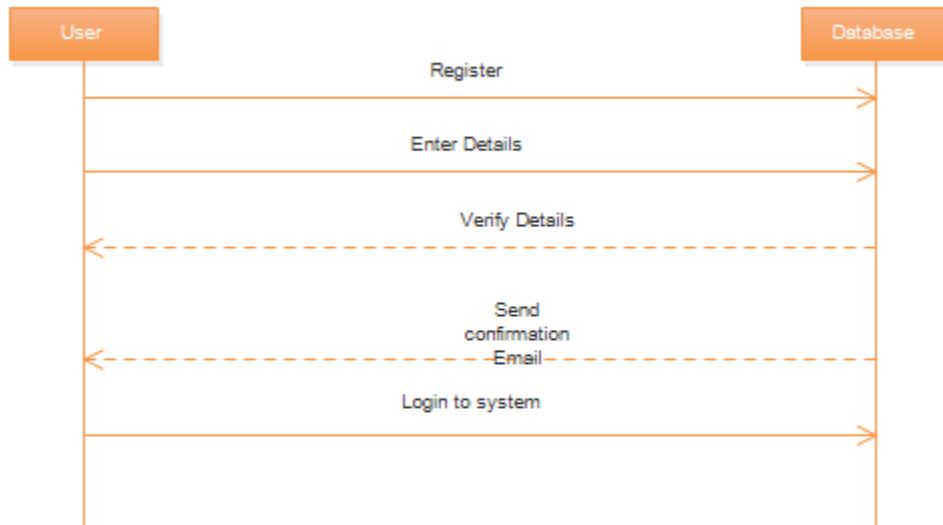 User
Database
Register
Enter Details
Verify Details
Send
confirmation
Email
Login to system